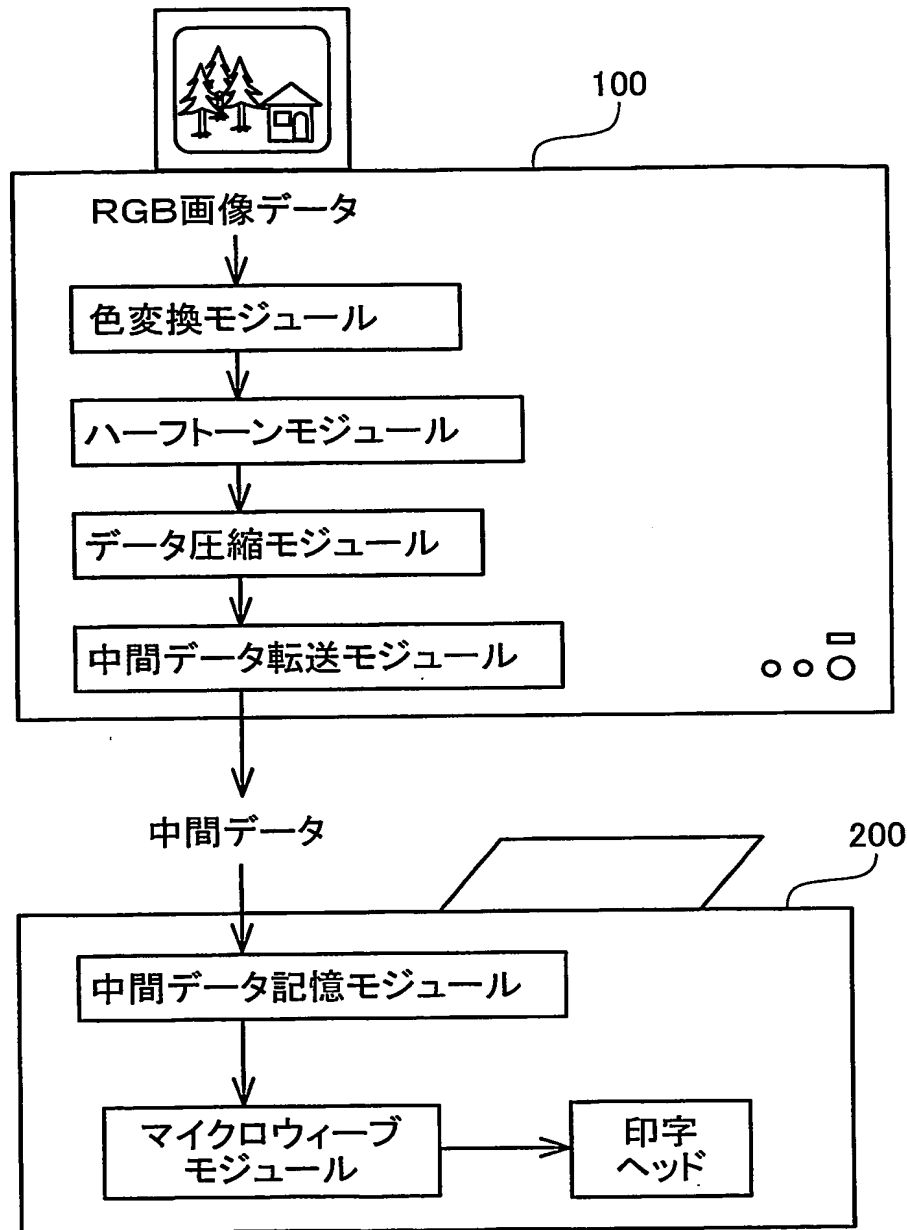 100
RGB画像データ
色変換モジュール
ハーフトーンモジュール
データ圧縮モジュール
中間データ転送モジュール
中間データ
200
中間データ記憶モジュール
マイクロウィーブ
モジュール
印字
ヘッド